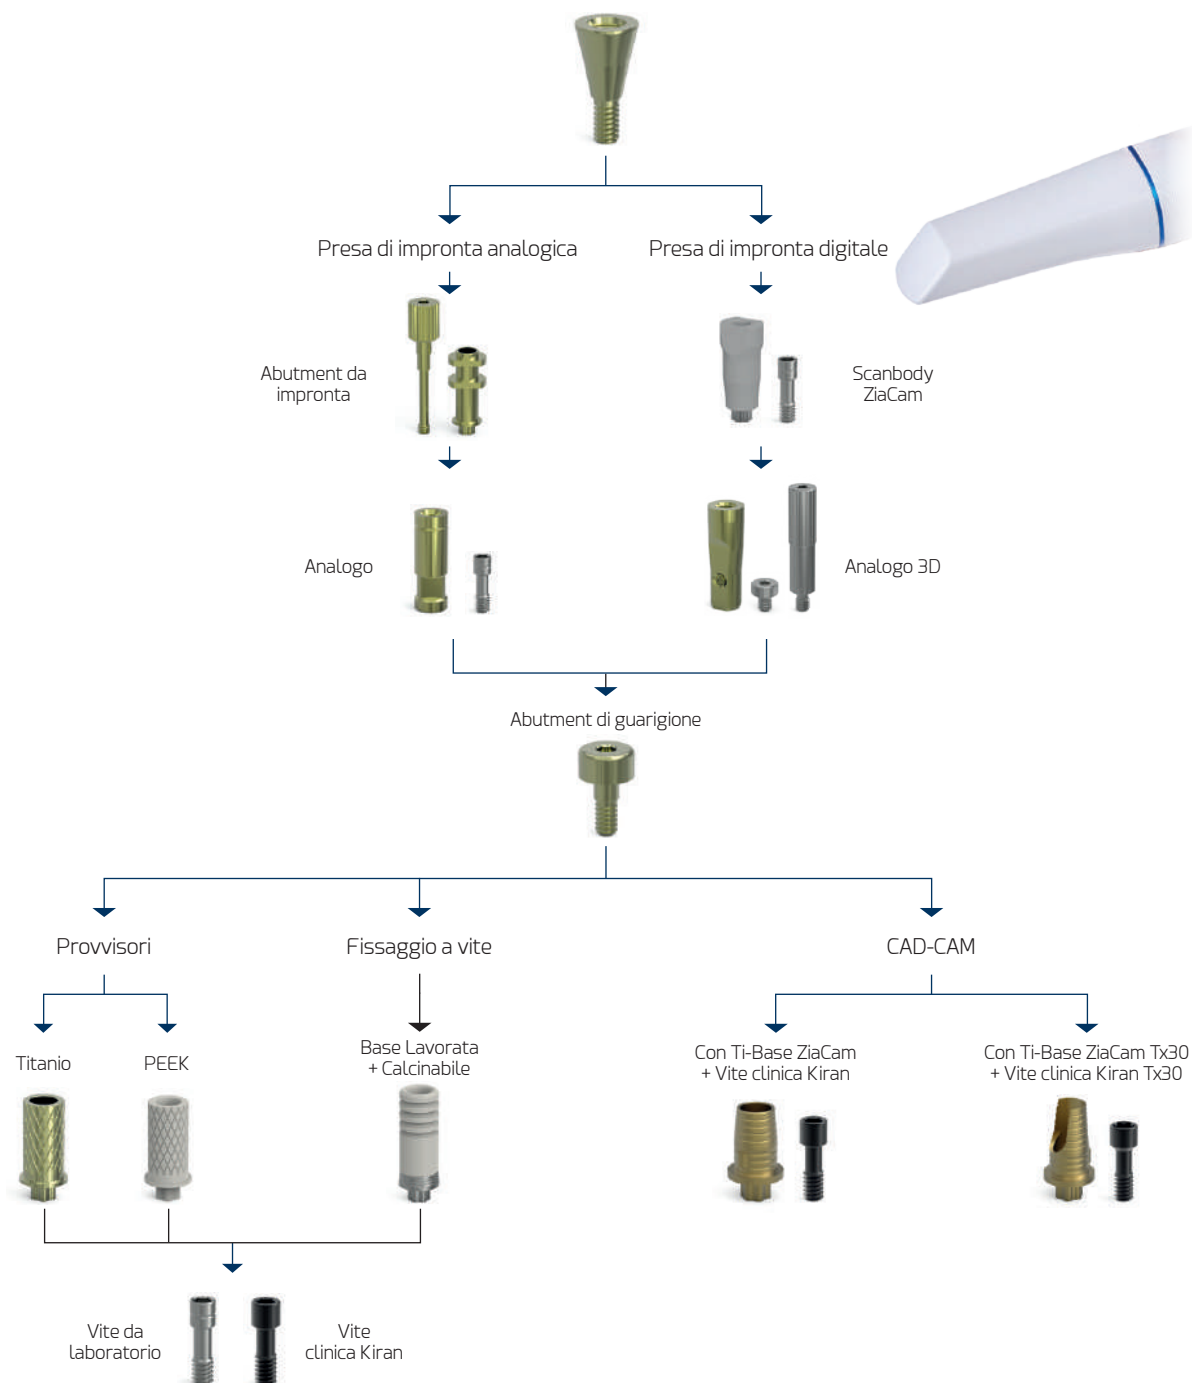 Presa di impronta analogica
Presa di impronta digitale
Abutment da
impronta
Scanbody
ZiaCam
Analogo
Analogo 3D
Abutment di guarigione
Provvisori
Fissaggio a vite
CAD-CAM
Titanio
PEEK
Base Lavorata
+ Calcinabile
Con Ti-Base ZiaCam
+ Vite clinica Kiran
Con Ti-Base ZiaCam Tx30
+ Vite clinica Kiran Tx30
Vite da
laboratorio
Vite
clinica Kiran